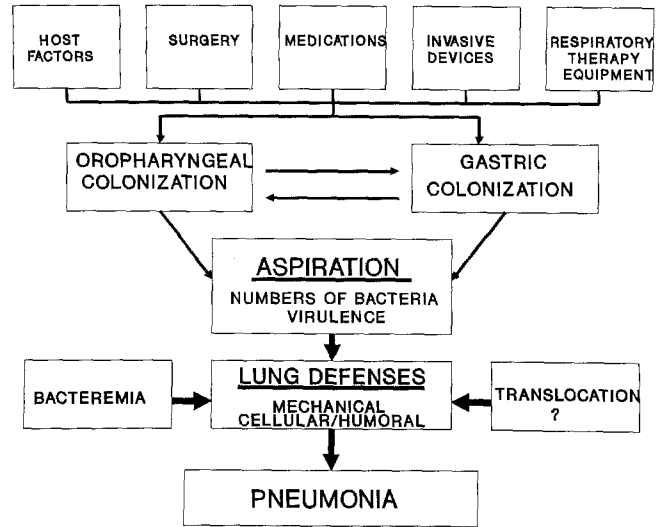 HOST
FACTORS
SURGERY
MEDICATIONS
INVASIVE
DEVICES
RESPIRATORY
THERAPY
EQUIPMENT
OROPHARYNGEAL
COLONIZATION
GASTRIC
COLONIZATION
ASPIRATION
NUMBERS OF BACTERIA
VIRULENCE
BACTEREMIA
LUNG DEFENSES
MECHANICAL
CELLULAR/HUMORAL
TRANSLOCATION
?
PNEUMONIA